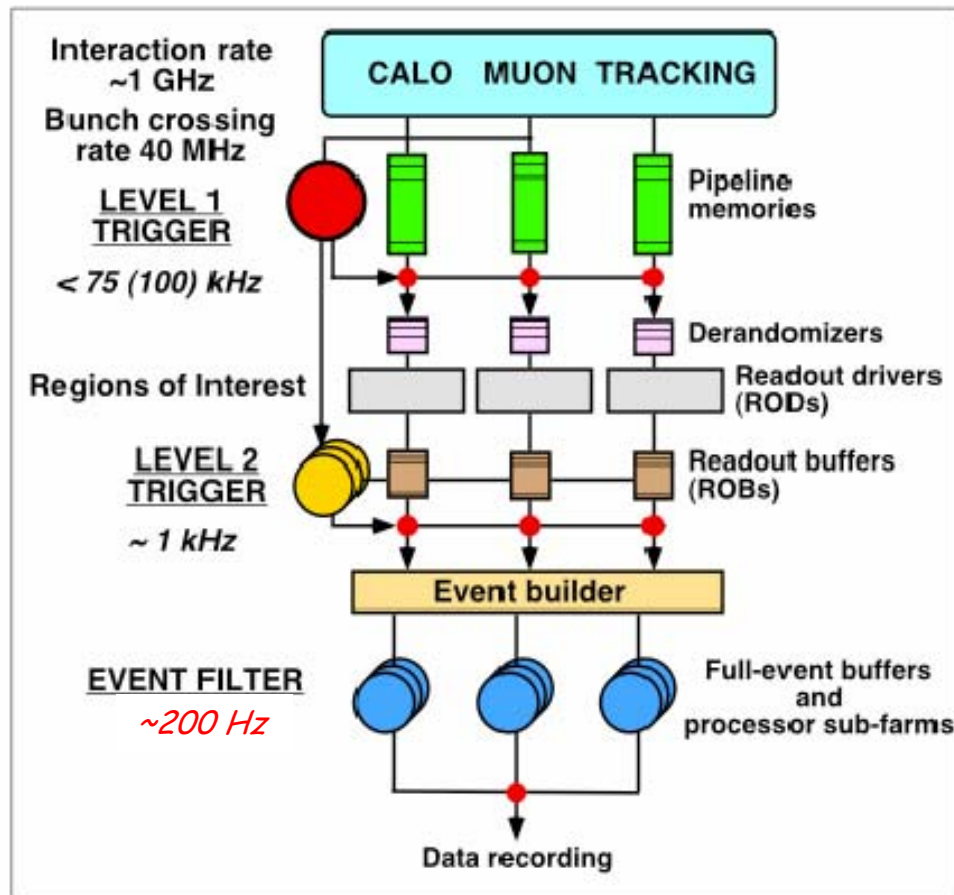 Interaction rate
~1 GHz
Bunch crossing
rate 40 MHz
CALO MUON TRACKING
LEVEL 1
TRIGGER
< 75 (100) kHz
Pipeline
memories
Derandomizers
Regions of Interest
Readout drivers
(RODs)
LEVEL 2
TRIGGER
~ 1 kHz
Readout buffers
(ROBs)
Event builder
EVENT FILTER
~200 Hz
Full-event buffers
and
processor sub-farms
Data recording